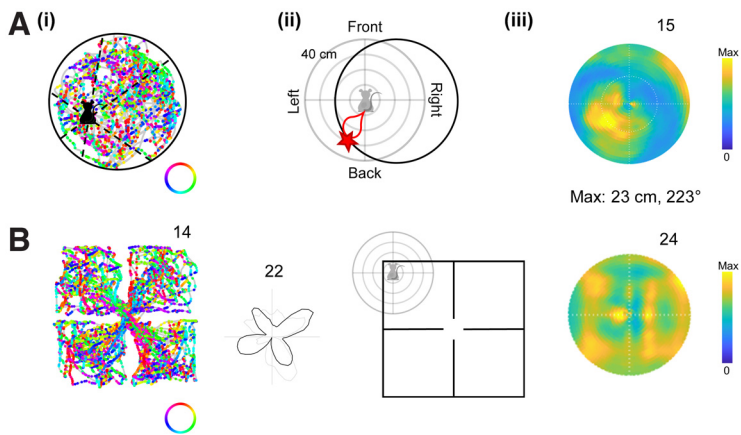 A (i) (ii) (iii) 15
Front
40 cm
Left
Right
Back
Max
0
Max: 23 cm, 223°
B 14 22 24
Max
0